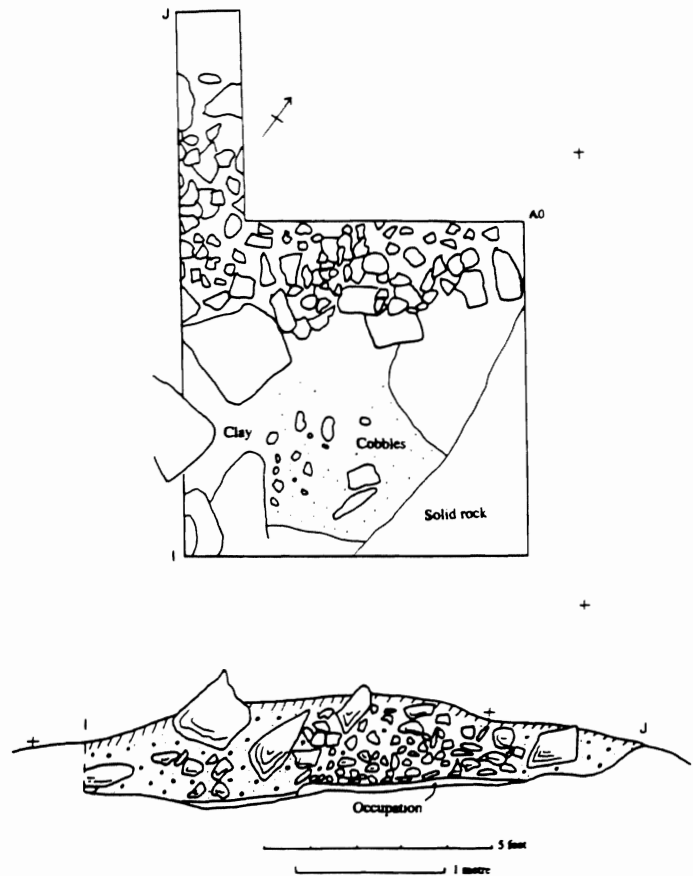 J
A0
Clay
Cobbles
Solid rock
I
I
J
Occupation
5 feet
1 metre